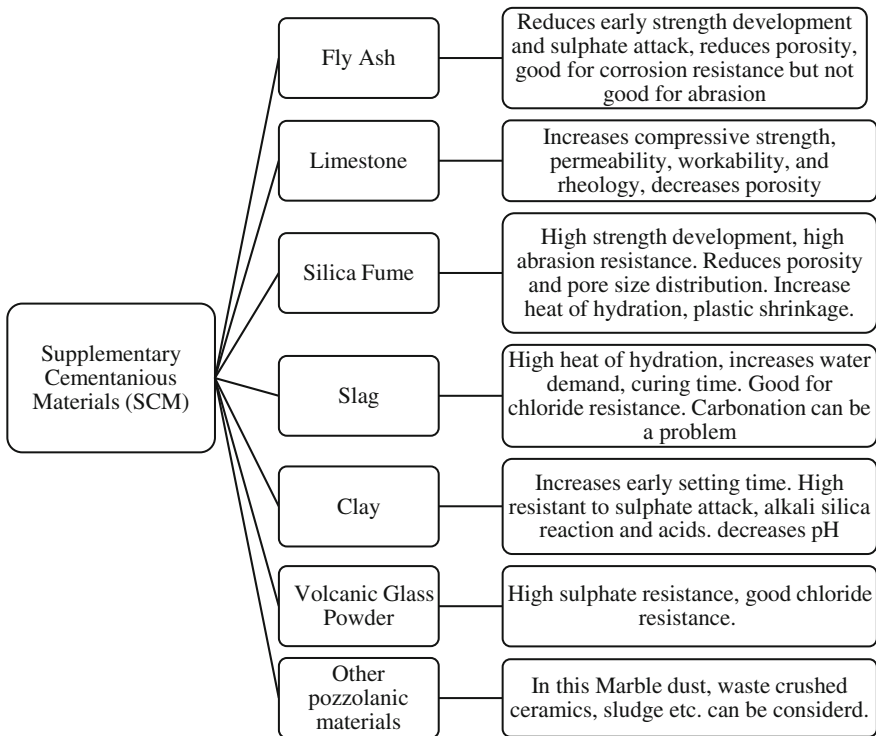 Supplementary
Cementanious
Materials (SCM)
Fly Ash
Reduces early strength development
and sulphate attack, reduces porosity,
good for corrosion resistance but not
good for abrasion
Limestone
Increases compressive strength,
permeability, workability, and
rheology, decreases porosity
Silica Fume
High strength development, high
abrasion resistance. Reduces porosity
and pore size distribution. Increase
heat of hydration, plastic shrinkage.
Slag
High heat of hydration, increases water
demand, curing time. Good for
chloride resistance. Carbonation can be
a problem
Clay
Increases early setting time. High
resistant to sulphate attack, alkali silica
reaction and acids. decreases pH
Volcanic Glass
Powder
High sulphate resistance, good chloride
resistance.
Other
pozzolanic
materials
In this Marble dust, waste crushed
ceramics, sludge etc. can be considerd.